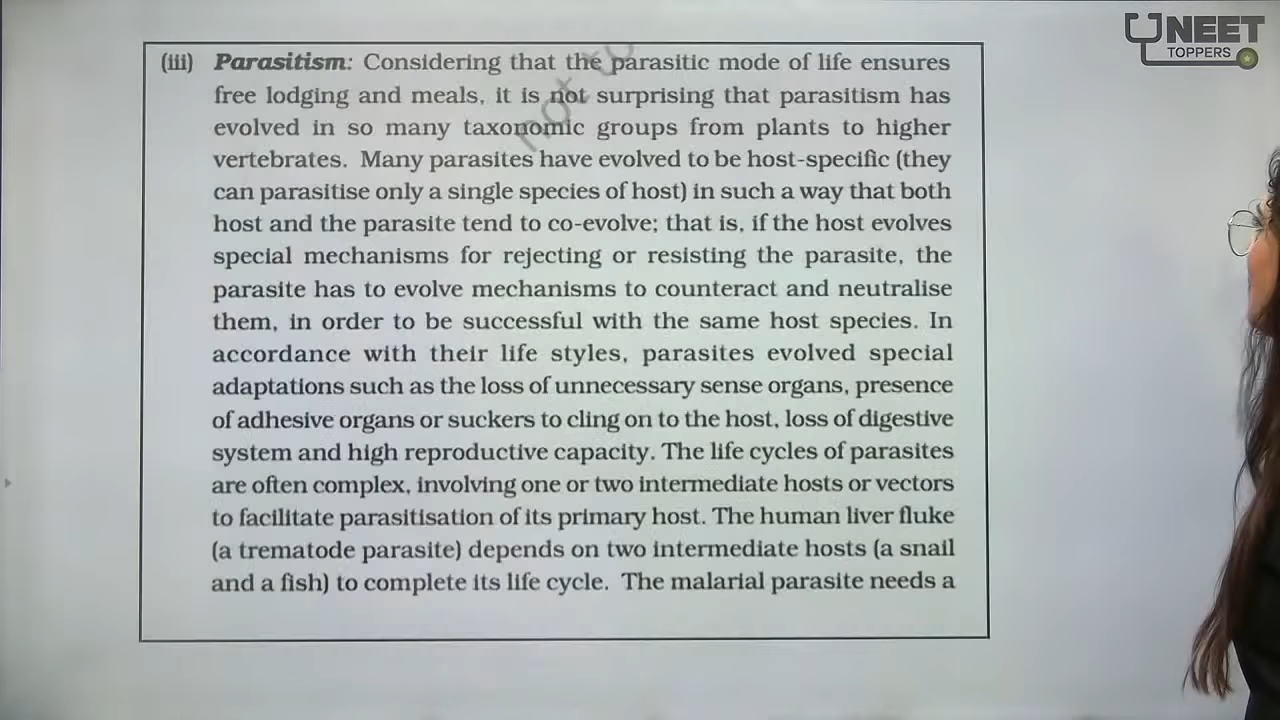 NEET
TOPPERS
(iii) Parasitism: Considering that the parasitic mode of life ensures
free lodging and meals, it is not surprising that parasitism has
evolved in so many taxonomic groups from plants to higher
vertebrates. Many parasites have evolved to be host-specific (they
can parasitise only a single species of host) in such a way that both
host and the parasite tend to co-evolve; that is, if the host evolves
special mechanisms for rejecting or resisting the parasite, the
parasite has to evolve mechanisms to counteract and neutralise
them, in order to be successful with the same host species. In
accordance with their life styles, parasites evolved special
adaptations such as the loss of unnecessary sense organs, presence
of adhesive organs or suckers to cling on to the host, loss of digestive
system and high reproductive capacity. The life cycles of parasites
are often complex, involving one or two intermediate hosts or vectors
to facilitate parasitisation of its primary host. The human liver fluke
(a trematode parasite) depends on two intermediate hosts (a snail
and a fish) to complete its life cycle. The malarial parasite needs a
not to